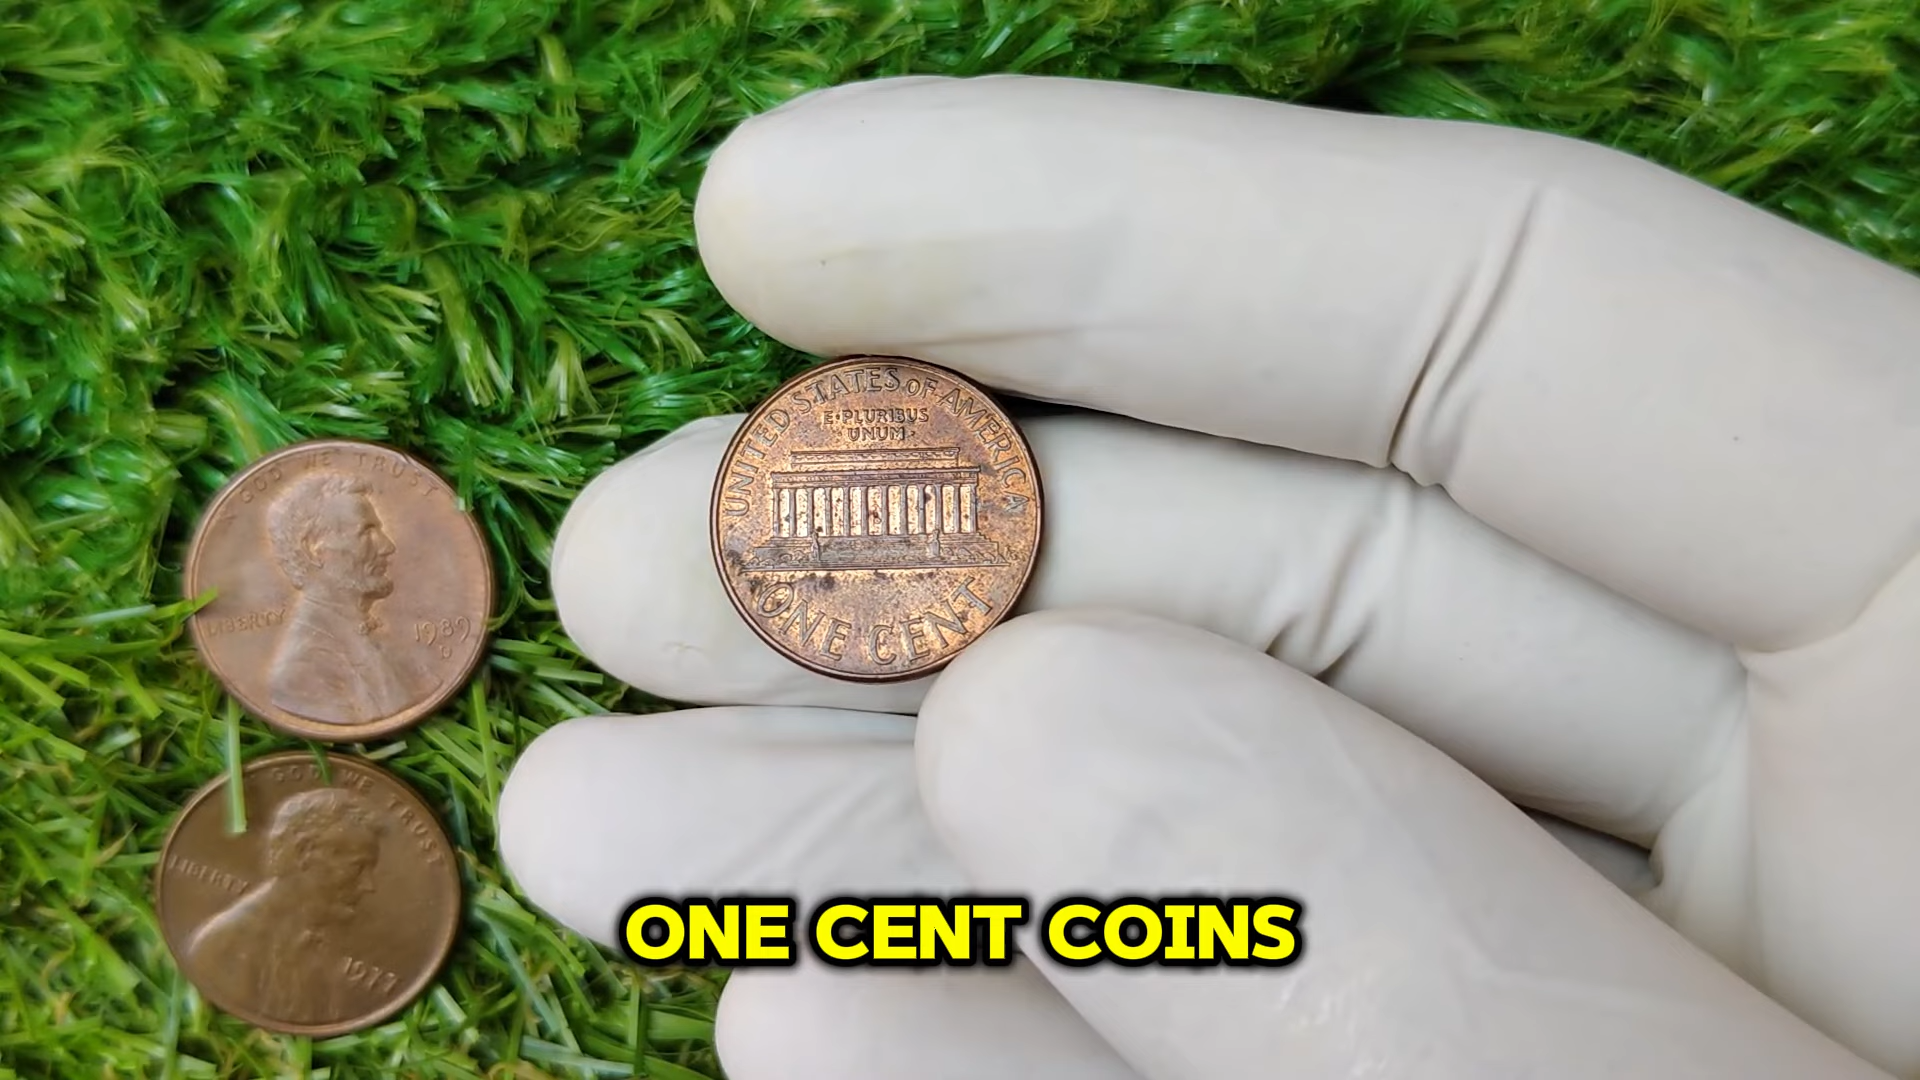 UNITED STATES OF AMERICA
E·PLURIBUS
UNUM·
ONE CENT
IN GOD WE TRUST
LIBERTY
1989
D
GOD WE TRUST
LIBERTY
1977
ONE CENT COINS